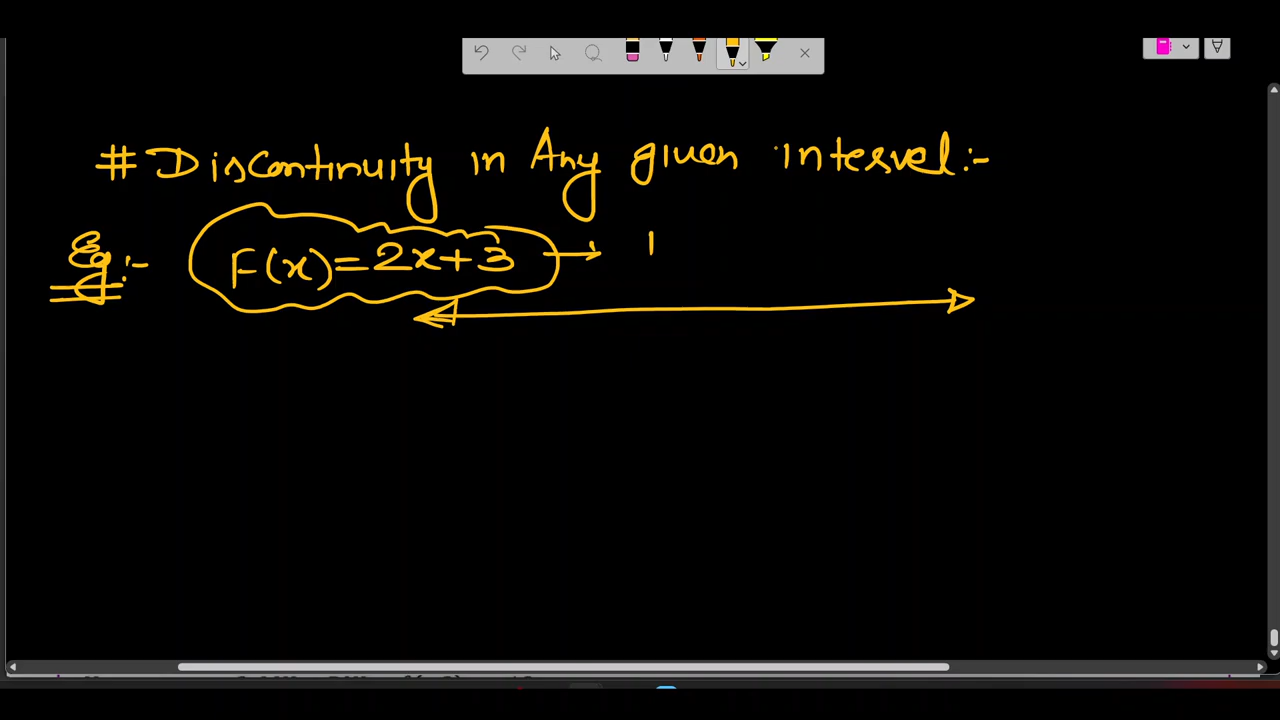 # Discontinuity in Any given interval:-
Eg:- F(x)=2x+3 →